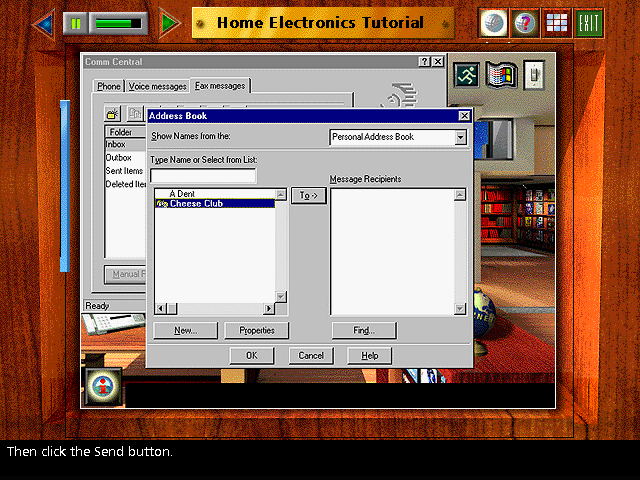 Home Electronics Tutorial
EXIT
Comm Central
Phone
Voice messages
Fax messages
Address Book
Show Names from the:
Personal Address Book
Type Name or Select from List:
Message Recipients
Folder
Inbox
Outbox
Sent Items
Deleted Item
A Dent
Cheese Club
To ->
Manual F
Ready
New...
Properties
Find...
OK
Cancel
Help
Then click the Send button.